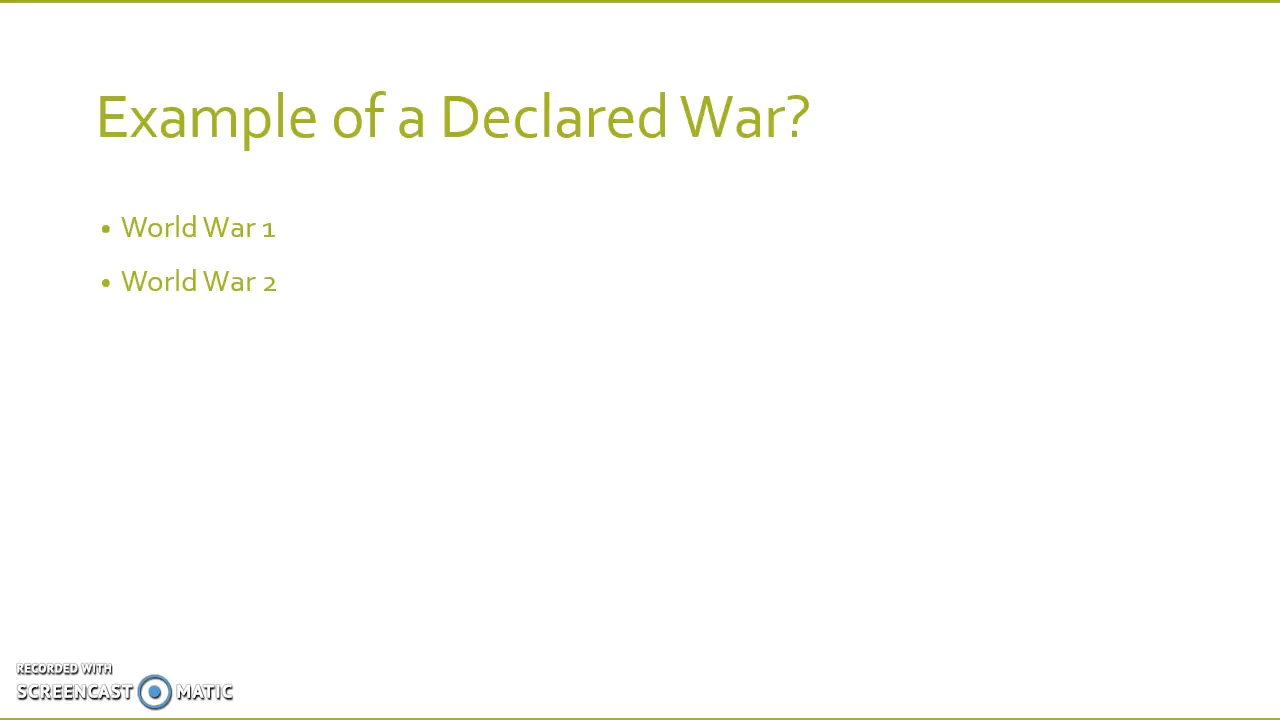 Example of a Declared War?
• World War 1
• World War 2
RECORDED WITH
SCREENCAST MATIC